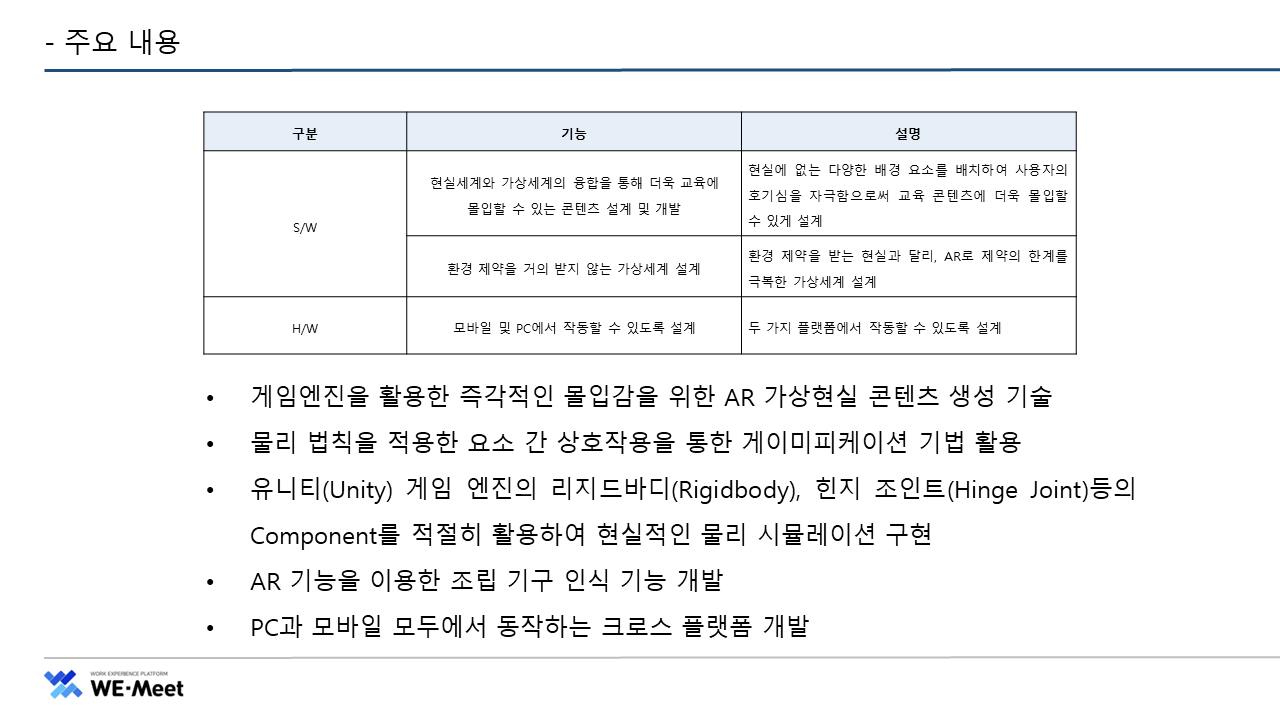 - 주요 내용
구분
기능
설명
S/W
현실세계와 가상세계의 융합을 통해 더욱 교육에
몰입할 수 있는 콘텐츠 설계 및 개발
현실에 없는 다양한 배경 요소를 배치하여 사용자의
호기심을 자극함으로써 교육 콘텐츠에 더욱 몰입할
수 있게 설계
환경 제약을 거의 받지 않는 가상세계 설계
환경 제약을 받는 현실과 달리, AR로 제약의 한계를
극복한 가상세계 설계
H/W
모바일 및 PC에서 작동할 수 있도록 설계
두 가지 플랫폼에서 작동할 수 있도록 설계
• 게임엔진을 활용한 즉각적인 몰입감을 위한 AR 가상현실 콘텐츠 생성 기술
• 물리 법칙을 적용한 요소 간 상호작용을 통한 게이미피케이션 기법 활용
• 유니티(Unity) 게임 엔진의 리지드바디(Rigidbody), 힌지 조인트(Hinge Joint)등의
Component를 적절히 활용하여 현실적인 물리 시뮬레이션 구현
• AR 기능을 이용한 조립 기구 인식 기능 개발
• PC과 모바일 모두에서 동작하는 크로스 플랫폼 개발
WORK EXPERIENCE PLATFORM
WE-Meet